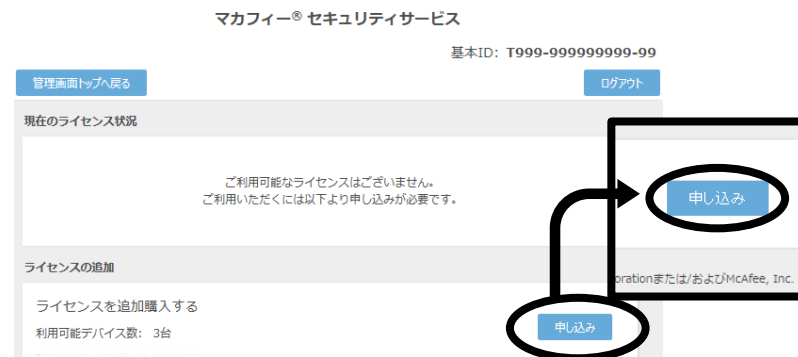 マカフィー® セキュリティサービス
基本ID: T999-999999999-99
管理画面トップへ戻る
ログアウト
現在のライセンス状況
ご利用可能なライセンスはございません。
ご利用いただくには以下より申し込みが必要です。
申し込み
ライセンスの追加
orationまたは/およびMcAfee, Inc.
ライセンスを追加購入する
申し込み
利用可能デバイス数: 3台